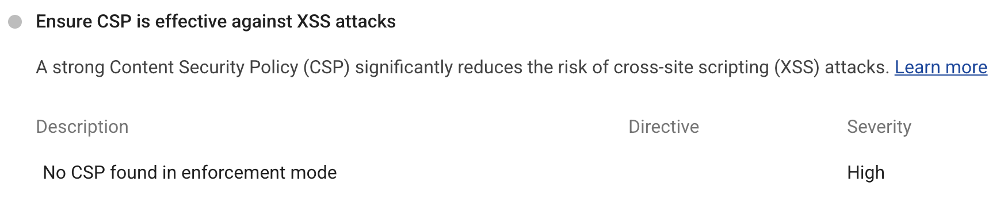 Ensure CSP is effective against XSS attacks
A strong Content Security Policy (CSP) significantly reduces the risk of cross-site scripting (XSS) attacks. Learn more
Description Directive Severity
No CSP found in enforcement mode High